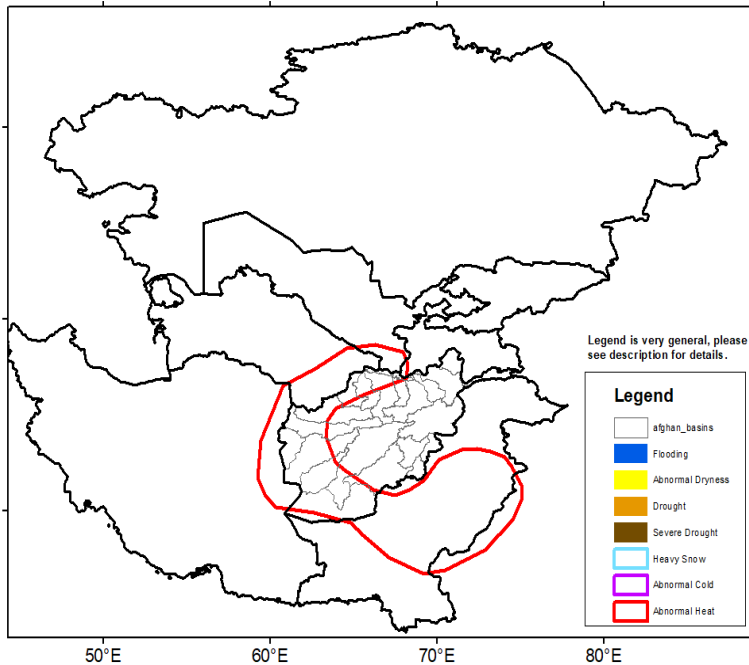 Legend is very general, please
see description for details.
Legend
afghan_basins
Flooding
Abnormal Dryness
Drought
Severe Drought
Heavy Snow
Abnormal Cold
Abnormal Heat
50°E
60°E
70°E
80°E